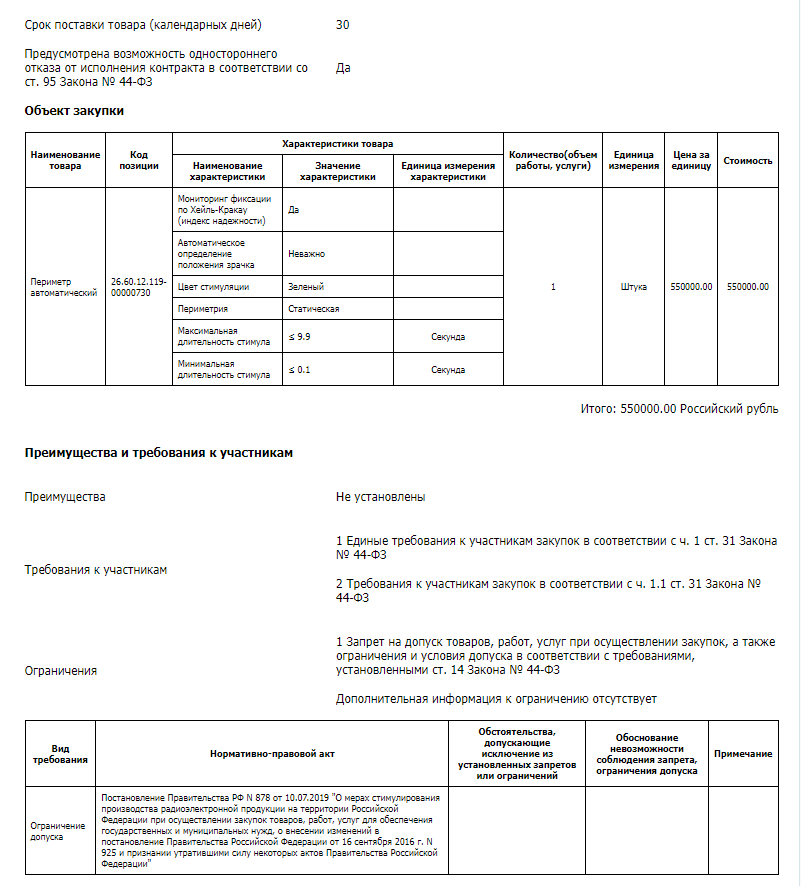 Срок поставки товара (календарных дней)
30
Предусмотрена возможность одностороннего
отказа от исполнения контракта в соответствии со
ст. 95 Закона № 44-ФЗ
Да
Объект закупки
Наименование
товара
Код
позиции
Характеристики товара
Наименование
характеристики
Значение
характеристики
Единица измерения
характеристики
Количество(объем
работы, услуги)
Единица
измерения
Цена за
единицу
Стоимость
Периметр
автоматический
26.60.12.119-
00000730
Мониторинг фиксации
по Хейль-Кракау
(индекс надежности)
Да
Автоматическое
определение
положения зрачка
Неважно
Цвет стимуляции
Зеленый
Периметрия
Статическая
Максимальная
длительность стимула
≤ 9.9
Секунда
Минимальная
длительность стимула
≤ 0.1
Секунда
1
Штука
550000.00
550000.00
Итого: 550000.00 Российский рубль
Преимущества и требования к участникам
Преимущества
Не установлены
Требования к участникам
1 Единые требования к участникам закупок в соответствии с ч. 1 ст. 31 Закона
№ 44-ФЗ
2 Требования к участникам закупок в соответствии с ч. 1.1 ст. 31 Закона №
44-ФЗ
Ограничения
1 Запрет на допуск товаров, работ, услуг при осуществлении закупок, а также
ограничения и условия допуска в соответствии с требованиями,
установленными ст. 14 Закона № 44-ФЗ
Дополнительная информация к ограничению отсутствует
Вид
требования
Нормативно-правовой акт
Обстоятельства,
допускающие
исключение из
установленных запретов
или ограничений
Обоснование
невозможности
соблюдения запрета,
ограничения допуска
Примечание
Ограничение
допуска
Постановление Правительства РФ N 878 от 10.07.2019 "О мерах стимулирования
производства радиоэлектронной продукции на территории Российской
Федерации при осуществлении закупок товаров, работ, услуг для обеспечения
государственных и муниципальных нужд, о внесении изменений в
постановление Правительства Российской Федерации от 16 сентября 2016 г. N
925 и признании утратившими силу некоторых актов Правительства Российской
Федерации"